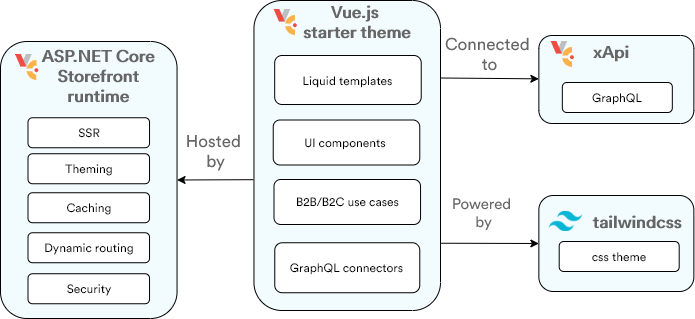 ASP.NET Core
Storefront
runtime
SSR
Theming
Caching
Dynamic routing
Security
Hosted
by
Vue.js
starter theme
Liquid templates
UI components
B2B/B2C use cases
GraphQL connectors
Connected
to
xApi
GraphQL
Powered
by
tailwindcss
css theme